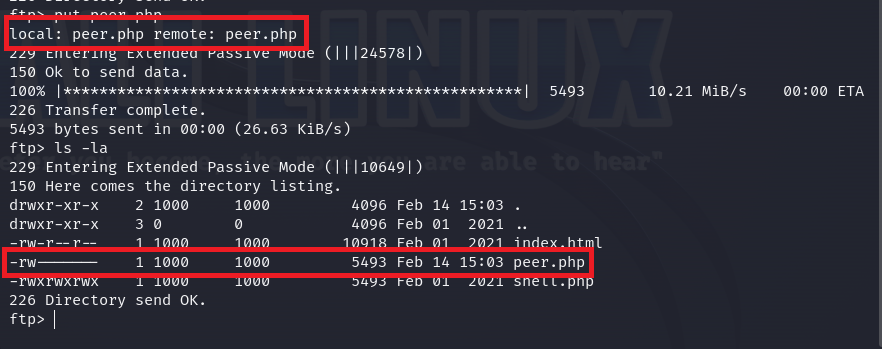 ftp> put peer.php
local: peer.php remote: peer.php
229 Entering Extended Passive Mode (|||24578|)
150 Ok to send data.
100% |***************************************************| 5493 10.21 MiB/s 00:00 ETA
226 Transfer complete.
5493 bytes sent in 00:00 (26.63 KiB/s)
ftp> ls -la
229 Entering Extended Passive Mode (|||10649|)
150 Here comes the directory listing.
drwxr-xr-x 2 1000 1000 4096 Feb 14 15:03 .
drwxr-xr-x 3 0 0 4096 Feb 01 2021 ..
-rw-r--r-- 1 1000 1000 10918 Feb 01 2021 index.html
-rw------- 1 1000 1000 5493 Feb 14 15:03 peer.php
-rwxrwxrwx 1 1000 1000 5493 Feb 01 2021 shell.php
226 Directory send OK.
ftp>
LINUX
are able to hear"